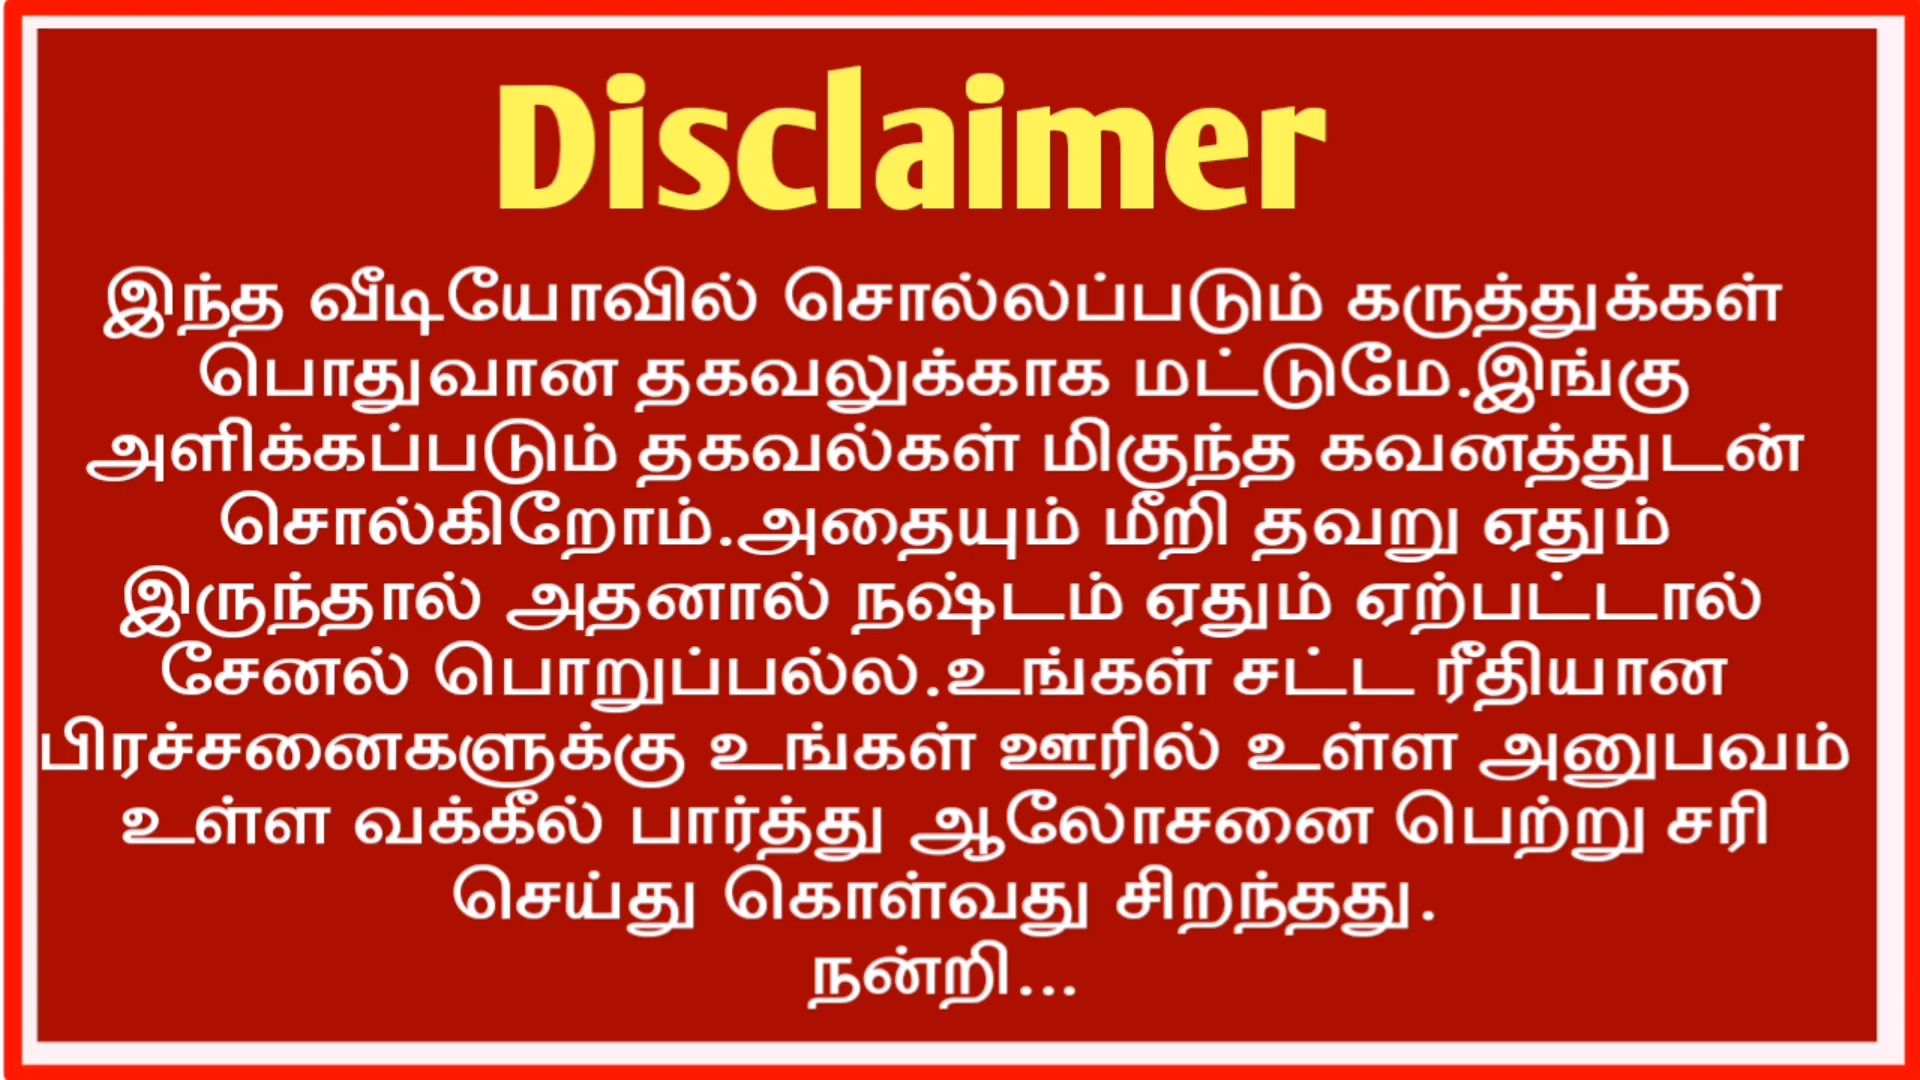 Disclaimer
இந்த வீடியோவில் சொல்லப்படும் கருத்துக்கள்
பொதுவான தகவலுக்காக மட்டுமே.இங்கு
அளிக்கப்படும் தகவல்கள் மிகுந்த கவனத்துடன்
சொல்கிறோம்.அதையும் மீறி தவறு ஏதும்
இருந்தால் அதனால் நஷ்டம் ஏதும் ஏற்பட்டால்
சேனல் பொறுப்பல்ல.உங்கள் சட்ட ரீதியான
பிரச்சனைகளுக்கு உங்கள் ஊரில் உள்ள அனுபவம்
உள்ள வக்கீல் பார்த்து ஆலோசனை பெற்று சரி
செய்து கொள்வது சிறந்தது.
நன்றி...